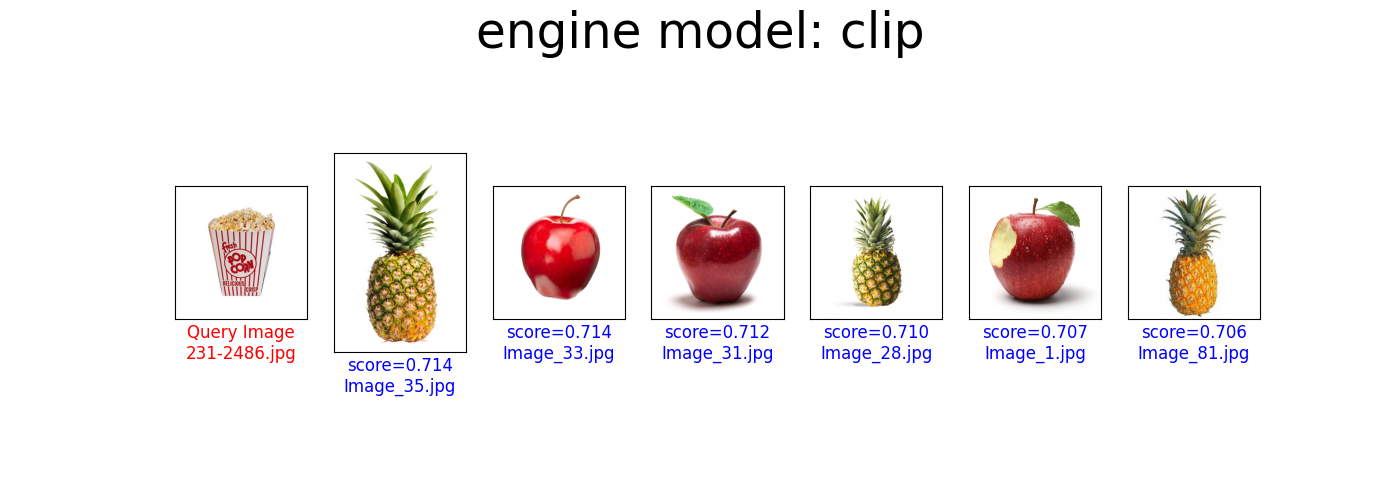 engine model: clip
fresh
POP
CORN
DELICIOUS
CRISP
Query Image
231-2486.jpg
score=0.714
Image_35.jpg
score=0.714
Image_33.jpg
score=0.712
Image_31.jpg
score=0.710
Image_28.jpg
score=0.707
Image_1.jpg
score=0.706
Image_81.jpg